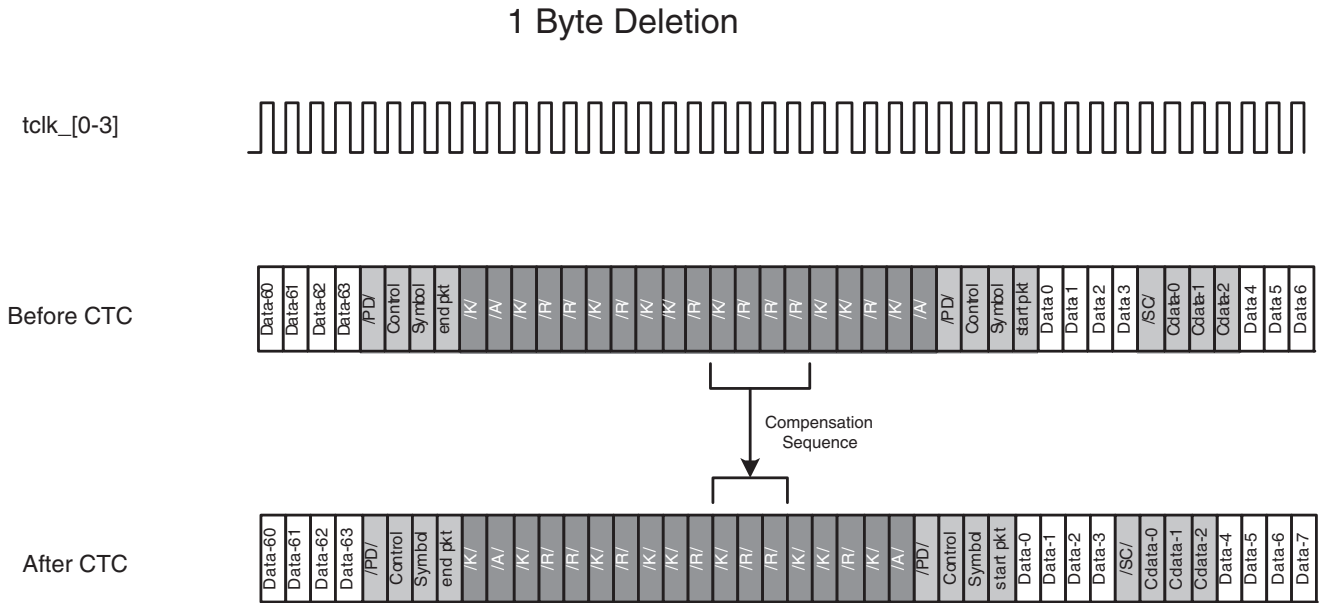 1 Byte Deletion
tclk_[0-3]
Before CTC
Data-60
Data-61
Data-62
Data-63
/PD/
Control
Symbol
end pkt
/K/
/A/
/K/
/R/
/R/
/K/
/R/
/K/
/K/
/R/
/K/
/R/
/R/
/R/
/K/
/K/
/R/
/K/
/A/
/PD/
Control
Symbol
start pkt
Data 0
Data 1
Data 2
Data 3
/SC/
Cdata-0
Cdata-1
Cdata-2
Data 4
Data 5
Data 6
Compensation
Sequence
After CTC
Data-60
Data-61
Data-62
Data-63
/PD/
Control
Symbol
end pkt
/K/
/A/
/K/
/R/
/R/
/K/
/R/
/K/
/K/
/R/
/K/
/R/
/R/
/K/
/K/
/R/
/K/
/A/
/PD/
Control
Symbol
start pkt
Data-0
Data-1
Data-2
Data-3
/SC/
Cdata-0
Cdata-1
Cdata-2
Data-4
Data-5
Data-6
Data-7